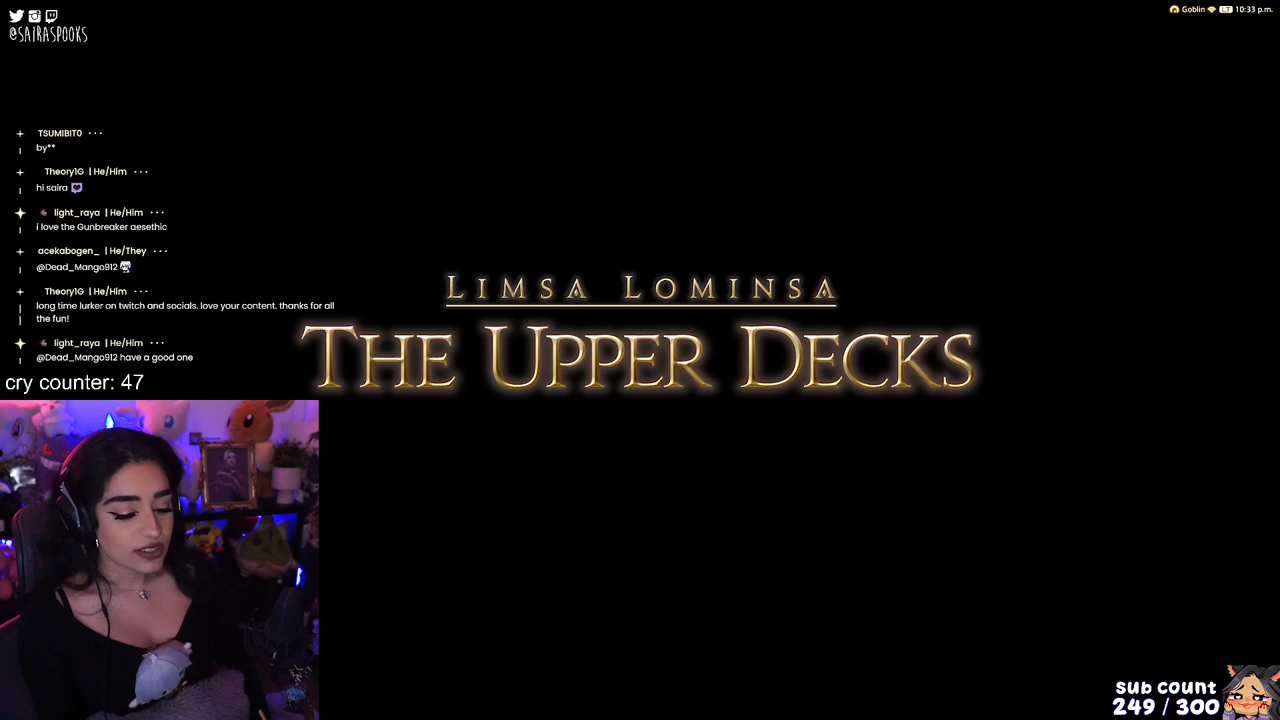 @SAIRASPOOKS
Goblin LT 10:33 p.m.
TSUMIBIT0 ···
by**
Theory1G | He/Him ···
hi saira
light_raya | He/Him ···
i love the Gunbreaker aesethic
acekabogen_ | He/They ···
@Dead_Mango912
Theory1G | He/Him ···
long time lurker on twitch and socials. love your content. thanks for all
the fun!
light_raya | He/Him ···
@Dead_Mango912 have a good one
cry counter: 47
LIMSA LOMINSA
THE UPPER DECKS
sub count
249 / 300